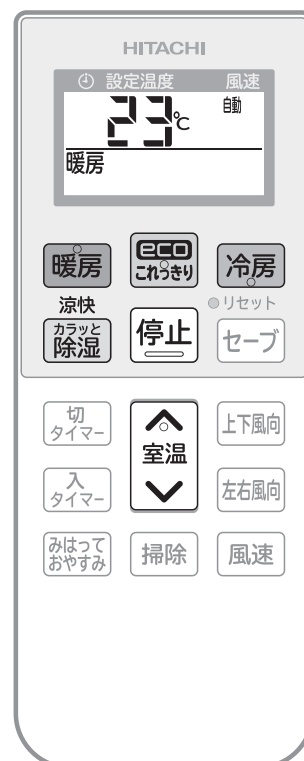 HITACHI
設定温度 風速
23℃ 自動
暖房
暖房
eco
これっきり
冷房
涼快
カラッと
除湿
停止
リセット
セーブ
切
タイマー
室温
上下風向
入
タイマー
左右風向
みはって
おやすみ
掃除
風速